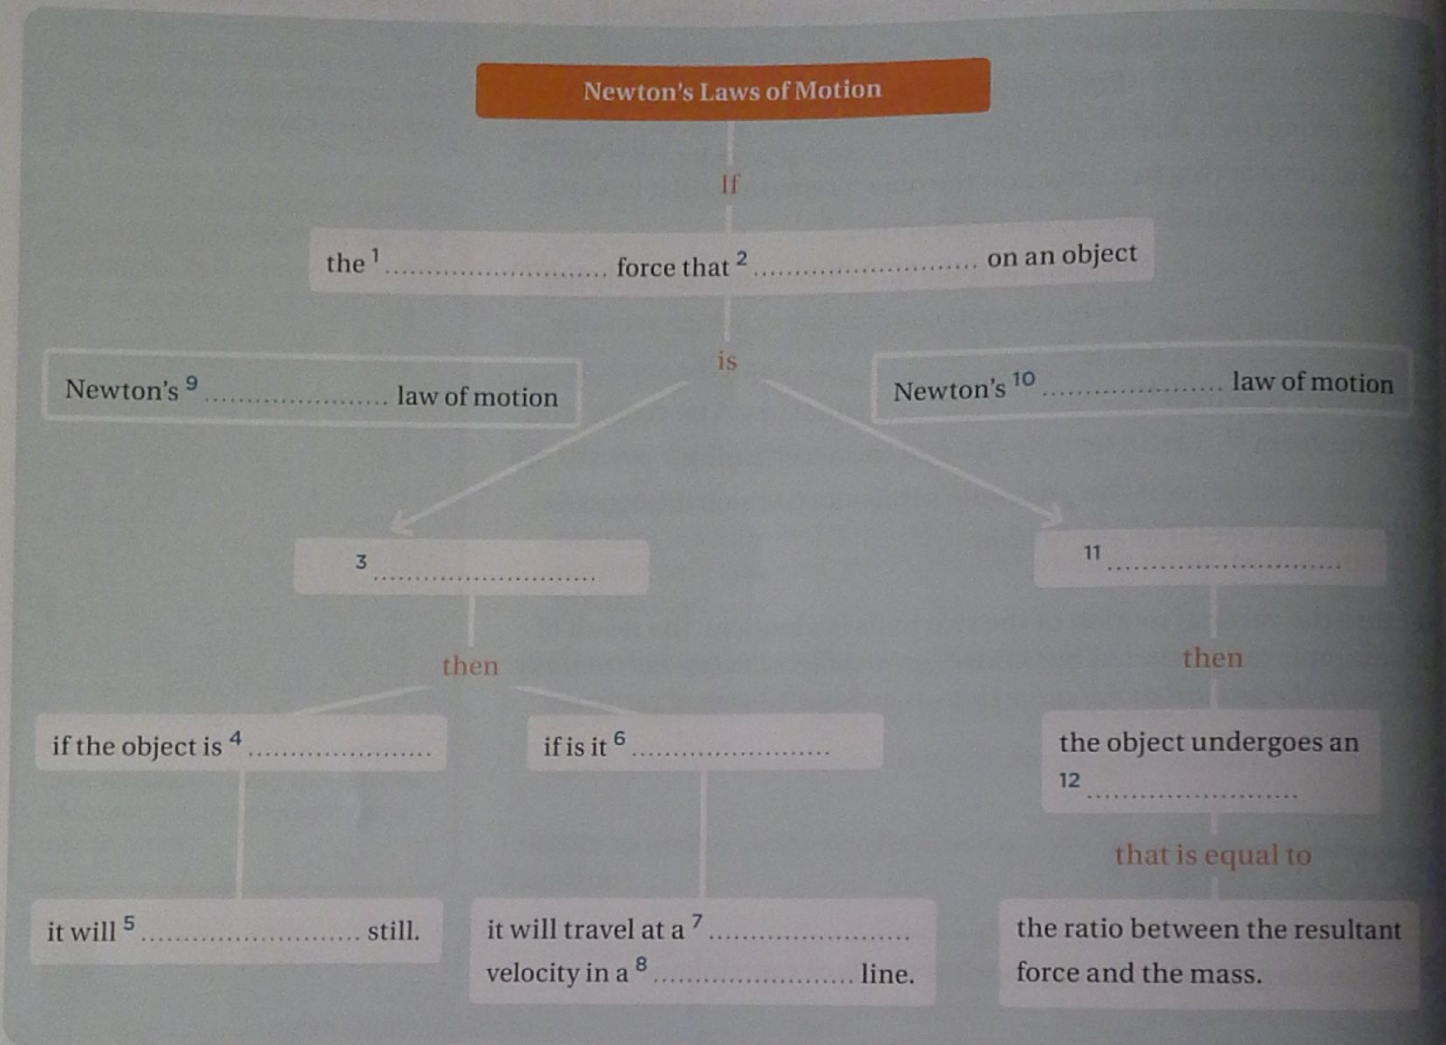 Newton's Laws of Motion
If
the 1 .......................... force that 2 .......................... on an object
is
Newton's 9 ...................... law of motion
Newton's 10 ...................... law of motion
3 ..........................
11 ..........................
then
then
if the object is 4 ......................
if is it 6 ........................
the object undergoes an
12 .........................
that is equal to
it will 5 .......................... still.
it will travel at a 7 ........................
velocity in a 8 ........................ line.
the ratio between the resultant
force and the mass.